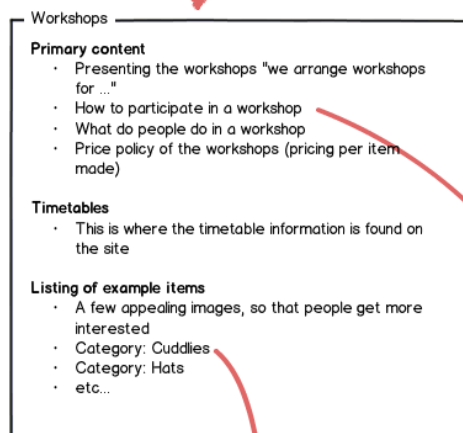 Workshops
Primary content
· Presenting the workshops "we arrange workshops
for ..."
· How to participate in a workshop
· What do people do in a workshop
· Price policy of the workshops (pricing per item
made)
Timetables
· This is where the timetable information is found on
the site
Listing of example items
· A few appealing images, so that people get more
interested
· Category: Cuddlies
· Category: Hats
· etc...